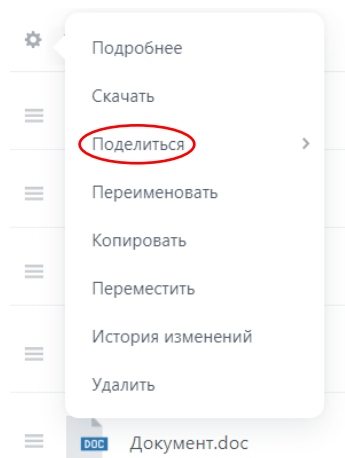 Подробнее
Скачать
Поделиться
Переименовать
Копировать
Переместить
История изменений
Удалить
DOC Документ.doc